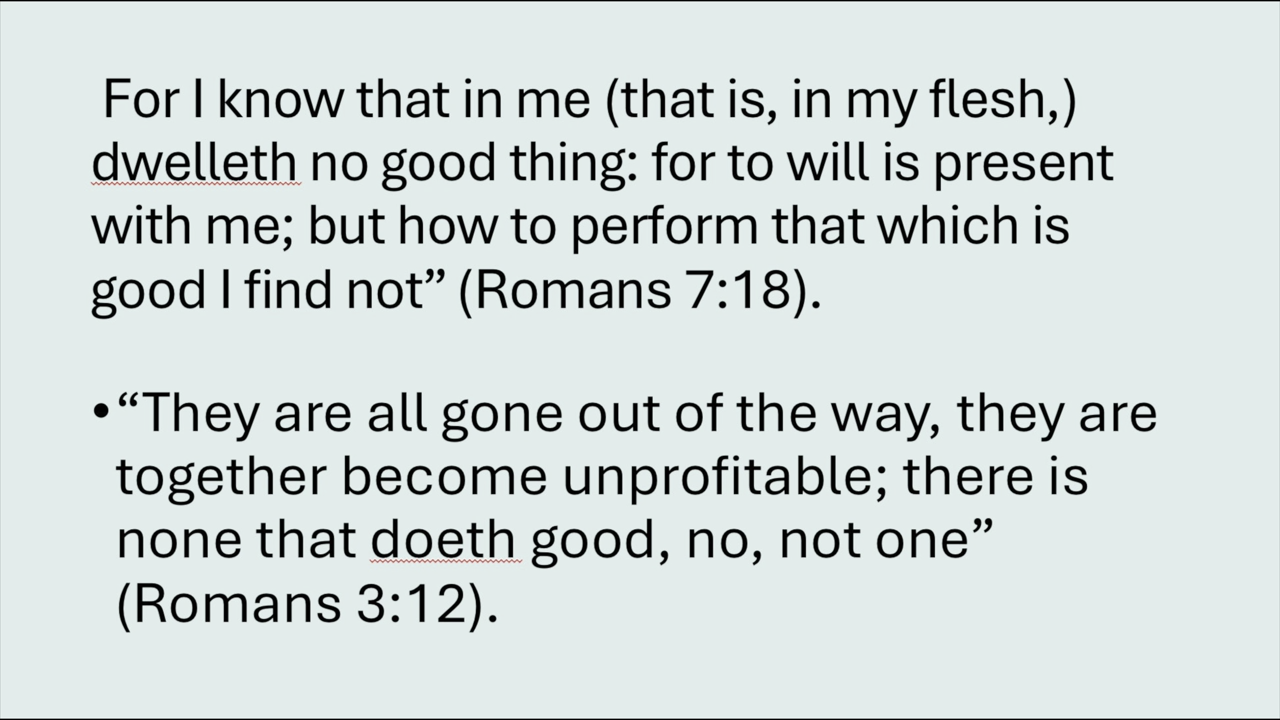 For I know that in me (that is, in my flesh,)
dwelleth no good thing: for to will is present
with me; but how to perform that which is
good I find not” (Romans 7:18).
•“They are all gone out of the way, they are
together become unprofitable; there is
none that doeth good, no, not one”
(Romans 3:12).